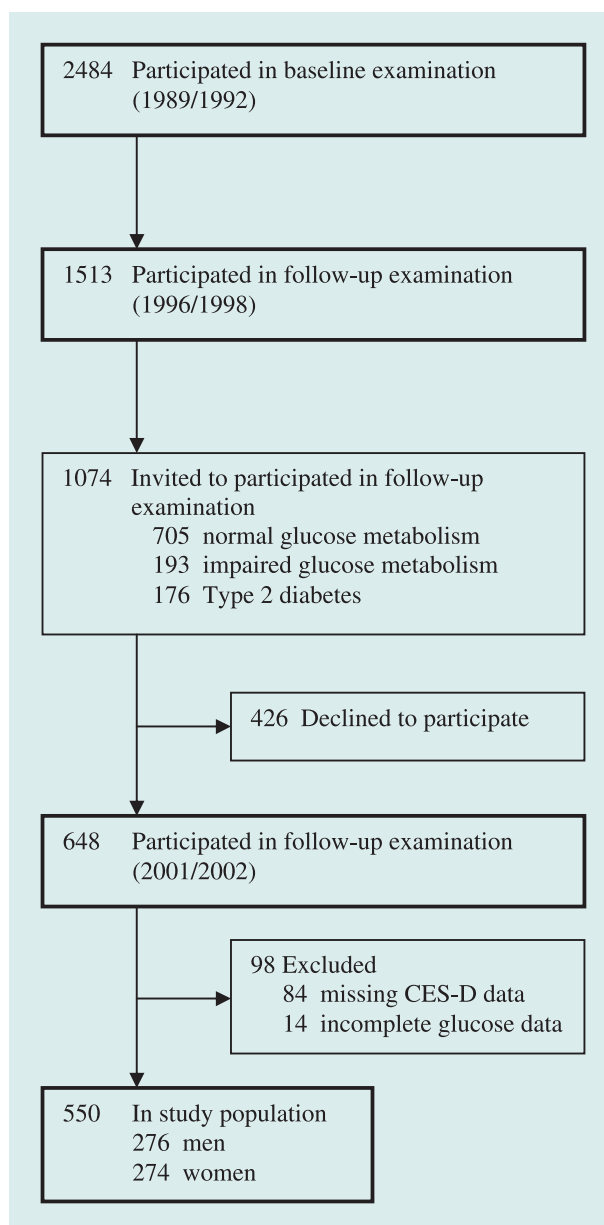 2484 Participated in baseline examination
(1989/1992)
1513 Participated in follow-up examination
(1996/1998)
1074 Invited to participated in follow-up
examination
705 normal glucose metabolism
193 impaired glucose metabolism
176 Type 2 diabetes
426 Declined to participate
648 Participated in follow-up examination
(2001/2002)
98 Excluded
84 missing CES-D data
14 incomplete glucose data
550 In study population
276 men
274 women